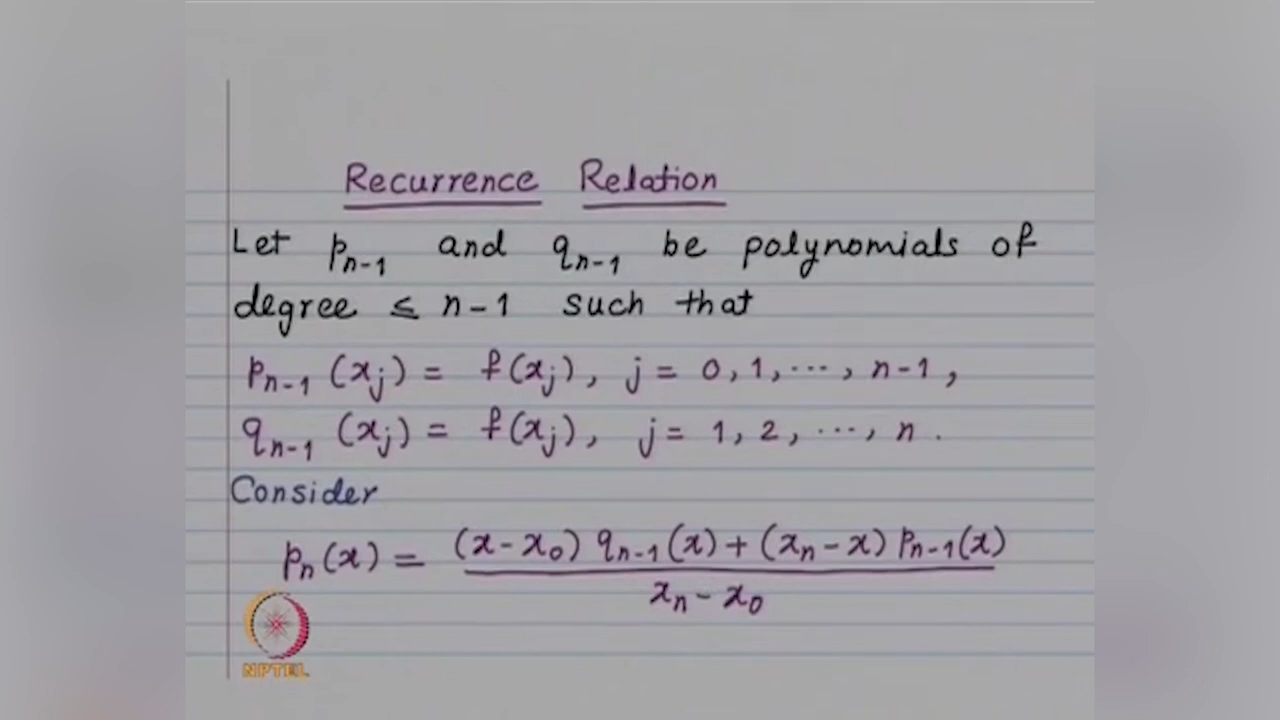 Recurrence Relation
Let pₙ₋₁ and qₙ₋₁ be polynomials of
degree ≤ n-1 such that
pₙ₋₁ (xⱼ) = f(xⱼ), j = 0, 1, ⋯, n-1,
qₙ₋₁ (xⱼ) = f(xⱼ), j = 1, 2, ⋯, n.
Consider
pₙ(x) = (x - x₀) qₙ₋₁(x) + (xₙ - x) pₙ₋₁(x)
xₙ - x₀
NPTEL